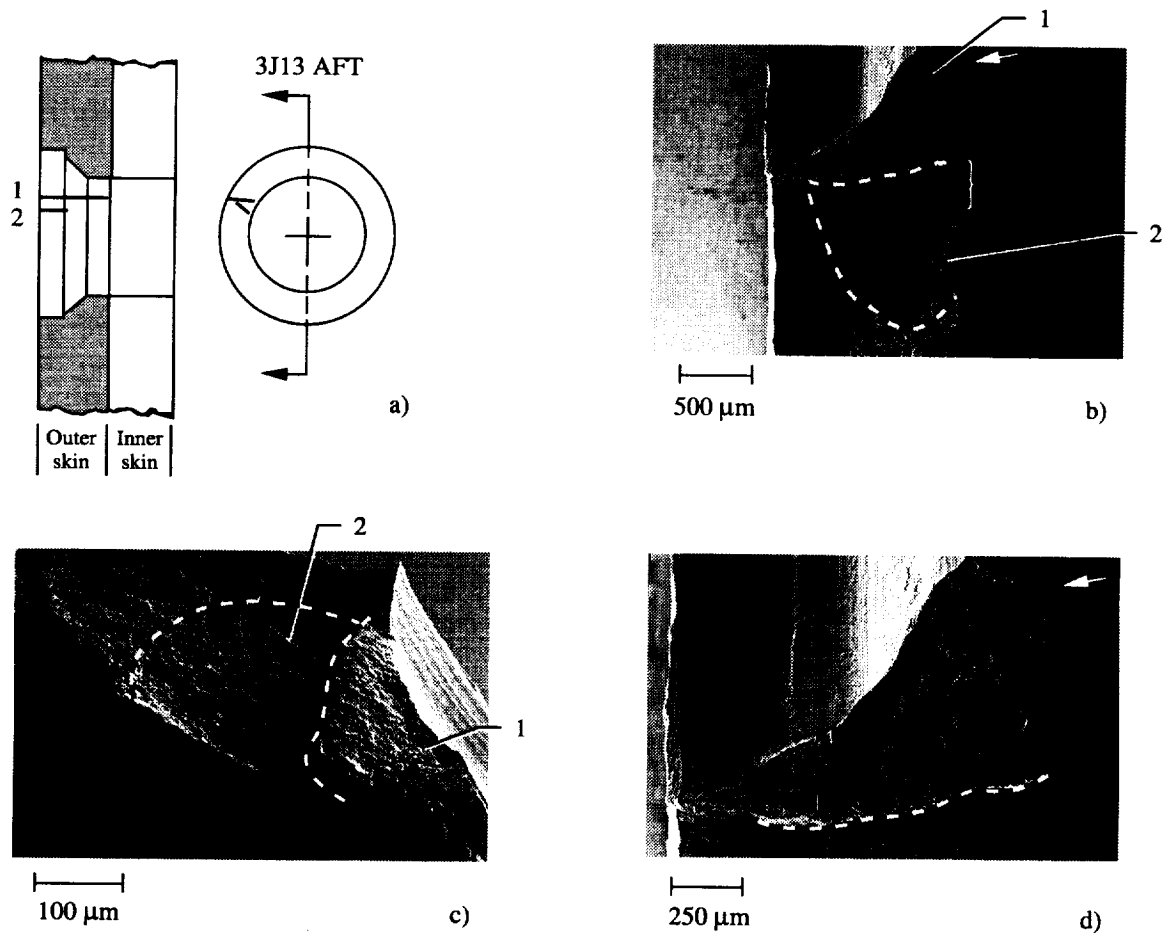 3J13 AFT
1
2
Outer
skin
Inner
skin
a)
1
2
500 μm
b)
2
1
100 μm
c)
250 μm
d)